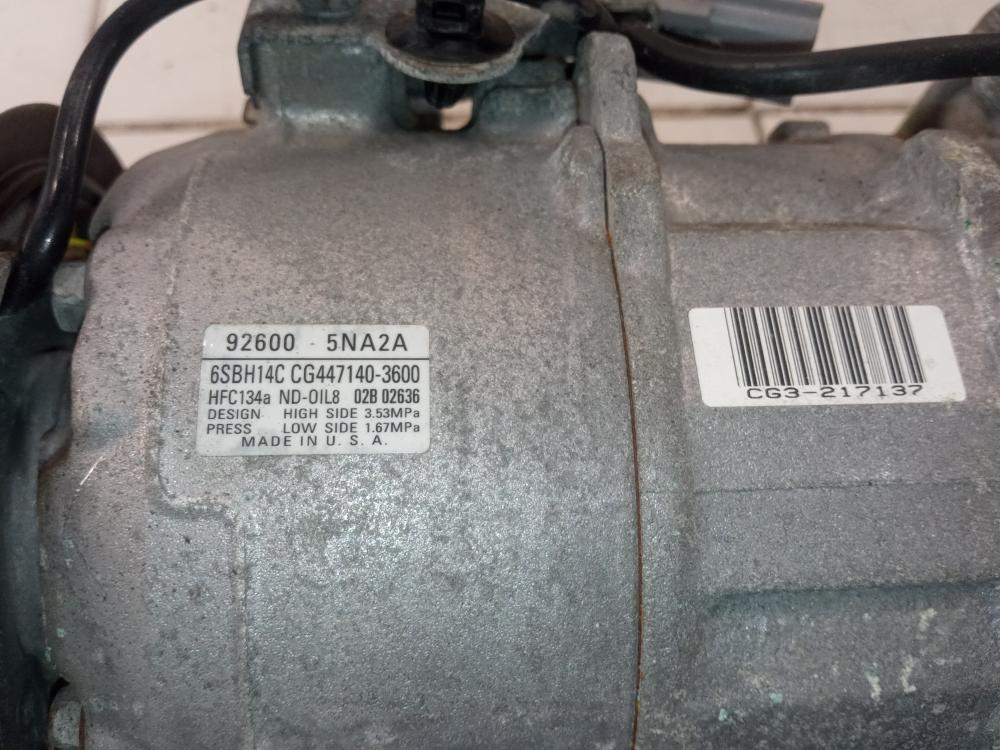 92600 - 5NA2A
6SBH14C CG447140-3600
HFC134a ND-OIL8 02B 02636
DESIGN HIGH SIDE 3.53MPa
PRESS LOW SIDE 1.67MPa
MADE IN U. S. A.
CG3-217137